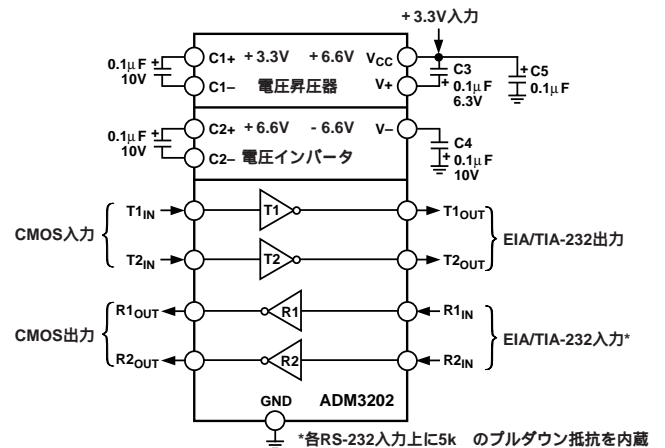 +3.3V入力
0.1μF
10V
C1+ +3.3V +6.6V VCC
C1– 電圧昇圧器 V+
C3
0.1μF
6.3V
C5
0.1μF
0.1μF
10V
C2+ +6.6V - 6.6V V–
C2– 電圧インバータ
C4
0.1μF
10V
CMOS入力
T1IN T1 T1OUT
T2IN T2 T2OUT
EIA/TIA-232出力
CMOS出力
R1OUT R1 R1IN
R2OUT R2 R2IN
EIA/TIA-232入力*
GND ADM3202
*各RS-232入力上に5k のプルダウン抵抗を内蔵